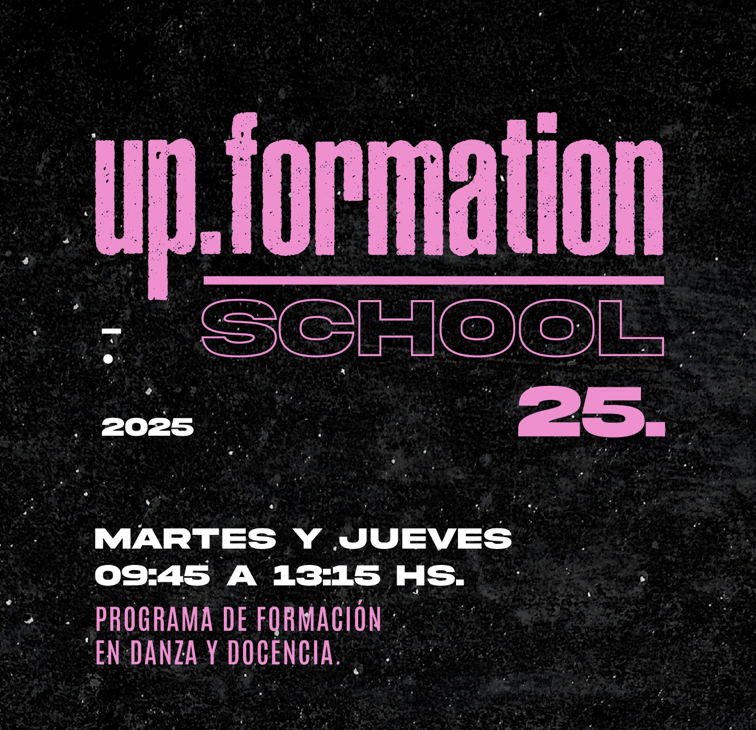 up.formation
SCHOOL
25.
2025
MARTES Y JUEVES
09:45 A 13:15 HS.
PROGRAMA DE FORMACIÓN
EN DANZA Y DOCENCIA.